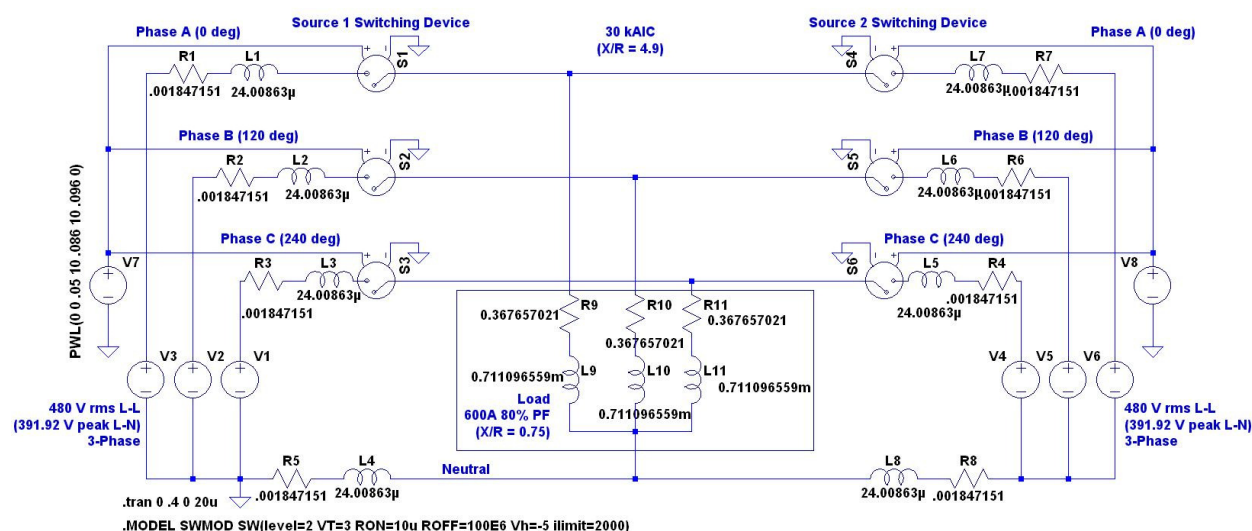 Source 1 Switching Device
30 kAIC
(X/R = 4.9)
Source 2 Switching Device
Phase A (0 deg)
Phase A (0 deg)
R1
L1
S1
S4
L7
R7
.001847151
24.00863µ
24.00863µ
.001847151
Phase B (120 deg)
Phase B (120 deg)
R2
L2
S2
S5
L6
R6
.001847151
24.00863µ
24.00863µ
.001847151
Phase C (240 deg)
Phase C (240 deg)
R3
L3
S3
S6
L5
R4
.001847151
24.00863µ
24.00863µ
.001847151
V7
V8
PWL(0 0 .05 10 .086 10 .096 0)
R9
R10
R11
0.367657021
0.367657021
0.367657021
V3
V2
V1
L9
L10
L11
V4
V5
V6
0.711096559m
0.711096559m
0.711096559m
Load
600A 80% PF
(X/R = 0.75)
480 V rms L-L
(391.92 V peak L-N)
3-Phase
480 V rms L-L
(391.92 V peak L-N)
3-Phase
R5
L4
Neutral
L8
R8
.001847151
24.00863µ
24.00863µ
.001847151
.tran 0 .4 0 20u
.MODEL SWMOD SW(level=2 VT=3 RON=10u ROFF=100E6 Vh=-5 ilimit=2000)